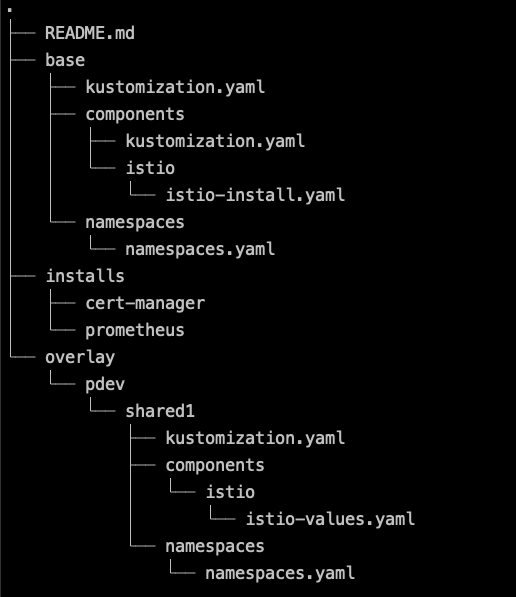 .
├── README.md
├── base
│   ├── kustomization.yaml
│   ├── components
│   │   ├── kustomization.yaml
│   │   └── istio
│   │       └── istio-install.yaml
│   └── namespaces
│       └── namespaces.yaml
├── installs
│   ├── cert-manager
│   └── prometheus
└── overlay
    └── pdev
        └── shared1
            ├── kustomization.yaml
            ├── components
            │   └── istio
            │       └── istio-values.yaml
            └── namespaces
                └── namespaces.yaml